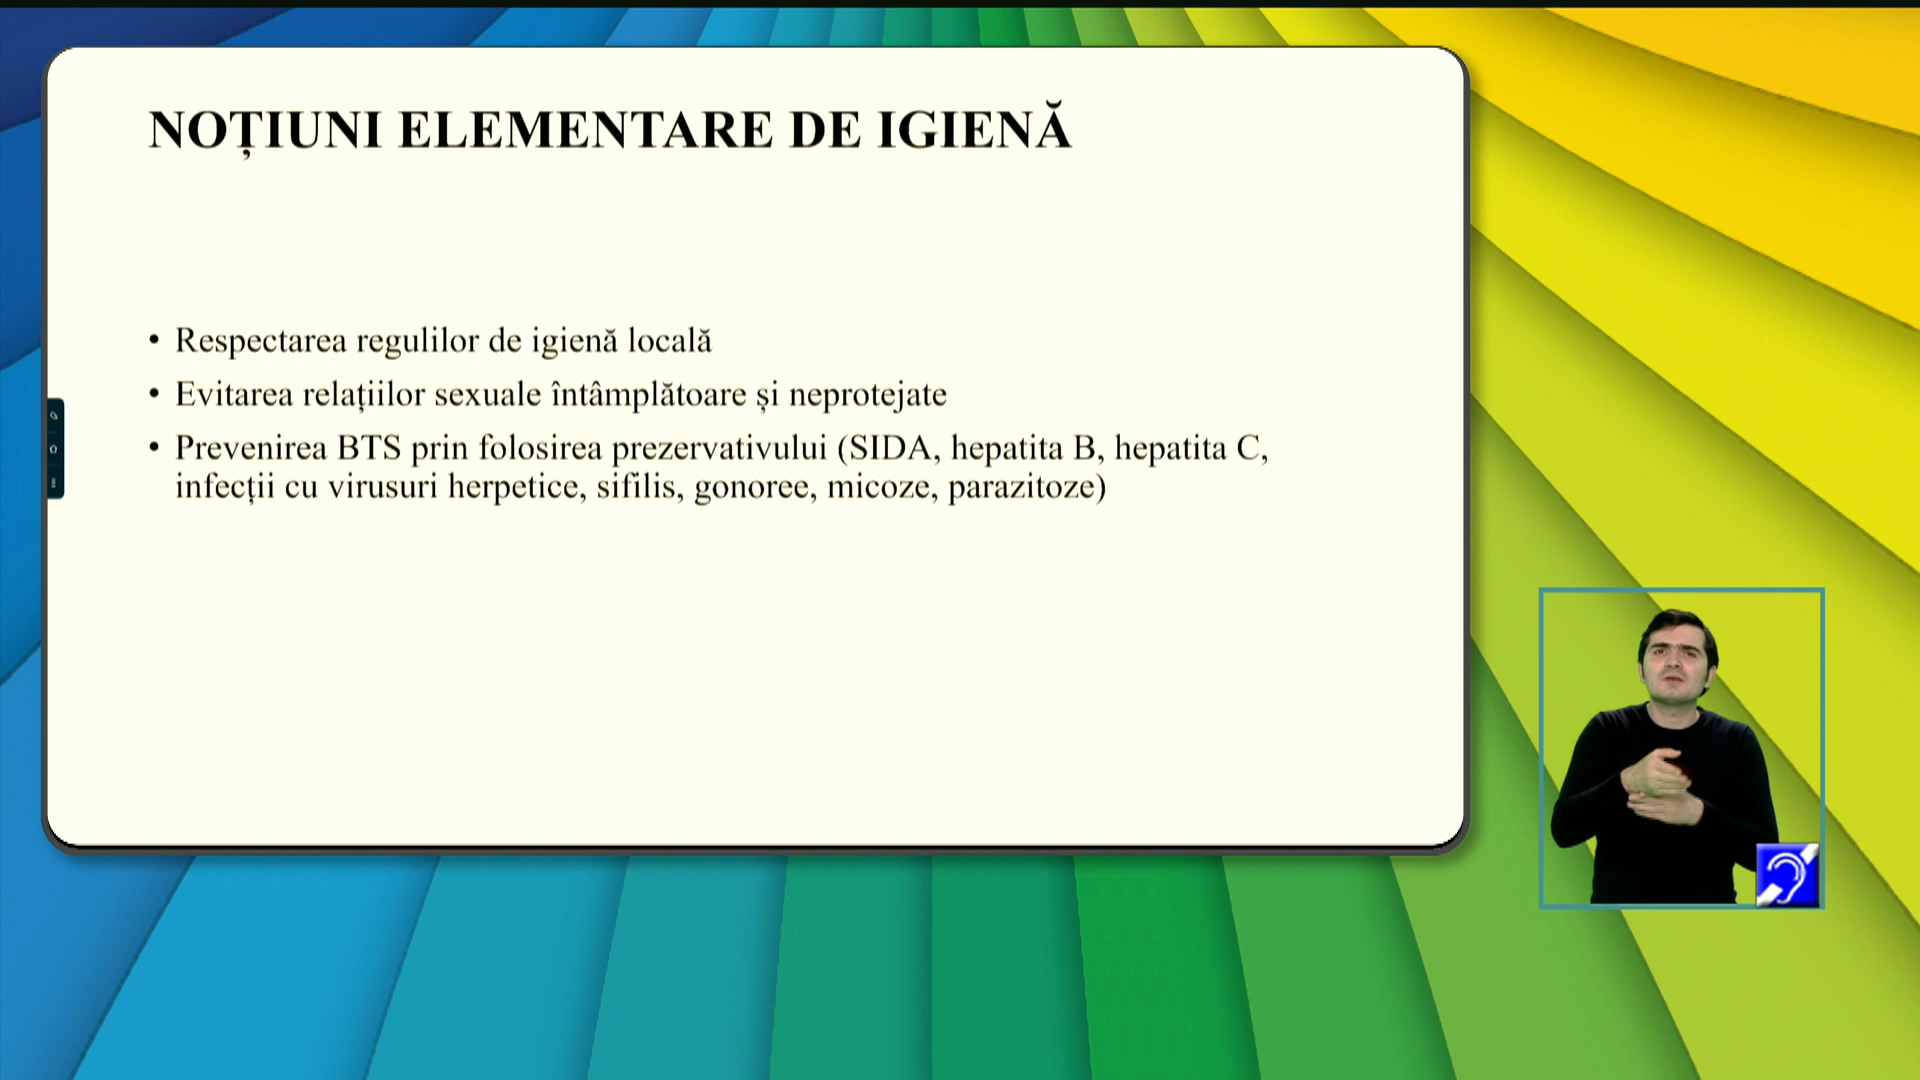 NOȚIUNI ELEMENTARE DE IGIENĂ
• Respectarea regulilor de igienă locală
• Evitarea relațiilor sexuale întâmplătoare și neprotejate
• Prevenirea BTS prin folosirea prezervativului (SIDA, hepatita B, hepatita C,
infecții cu virusuri herpetice, sifilis, gonoree, micoze, parazitoze)